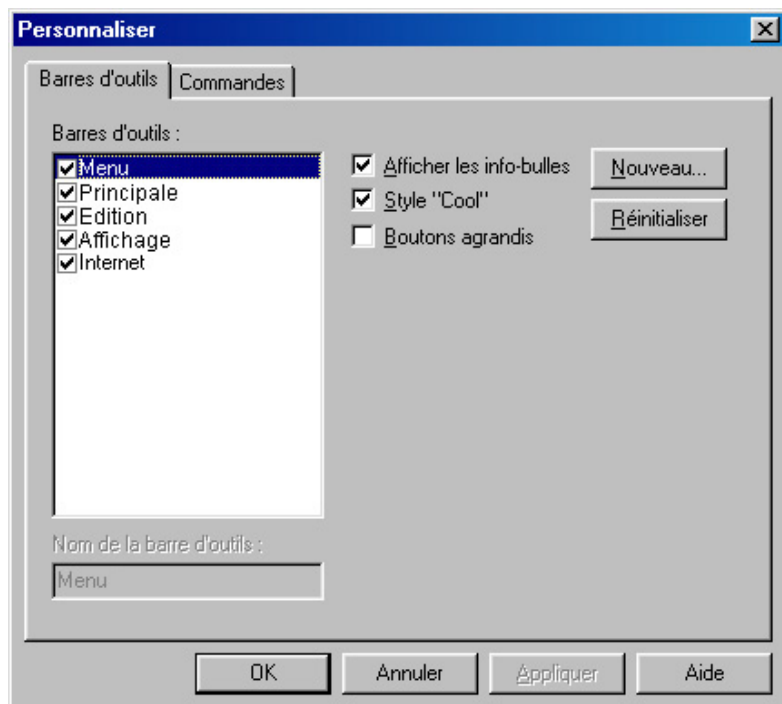 Personnaliser
Barres d'outils
Commandes
Barres d'outils :
Menu
Principale
Edition
Affichage
Internet
Afficher les info-bulles
Style "Cool"
Boutons agrandis
Nouveau...
Réinitialiser
Nom de la barre d'outils :
Menu
OK
Annuler
Appliquer
Aide